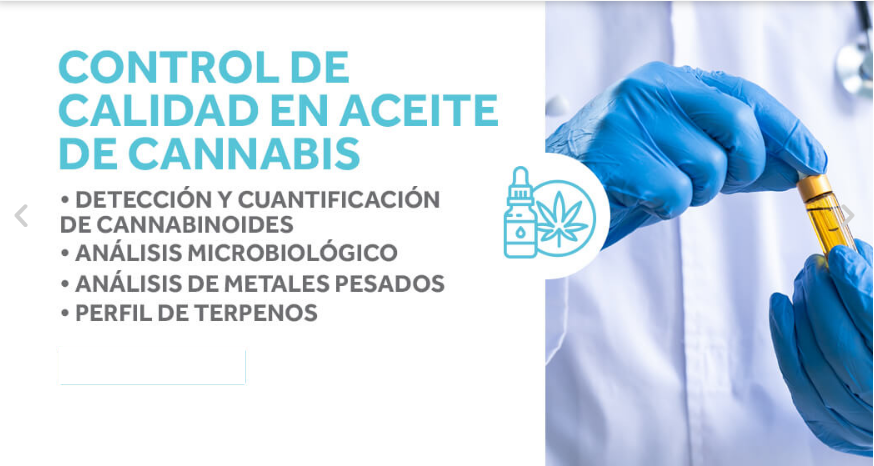 CONTROL DE
CALIDAD EN ACEITE
DE CANNABIS
• DETECCIÓN Y CUANTIFICACIÓN
DE CANNABINOIDES
• ANÁLISIS MICROBIOLÓGICO
• ANÁLISIS DE METALES PESADOS
• PERFIL DE TERPENOS